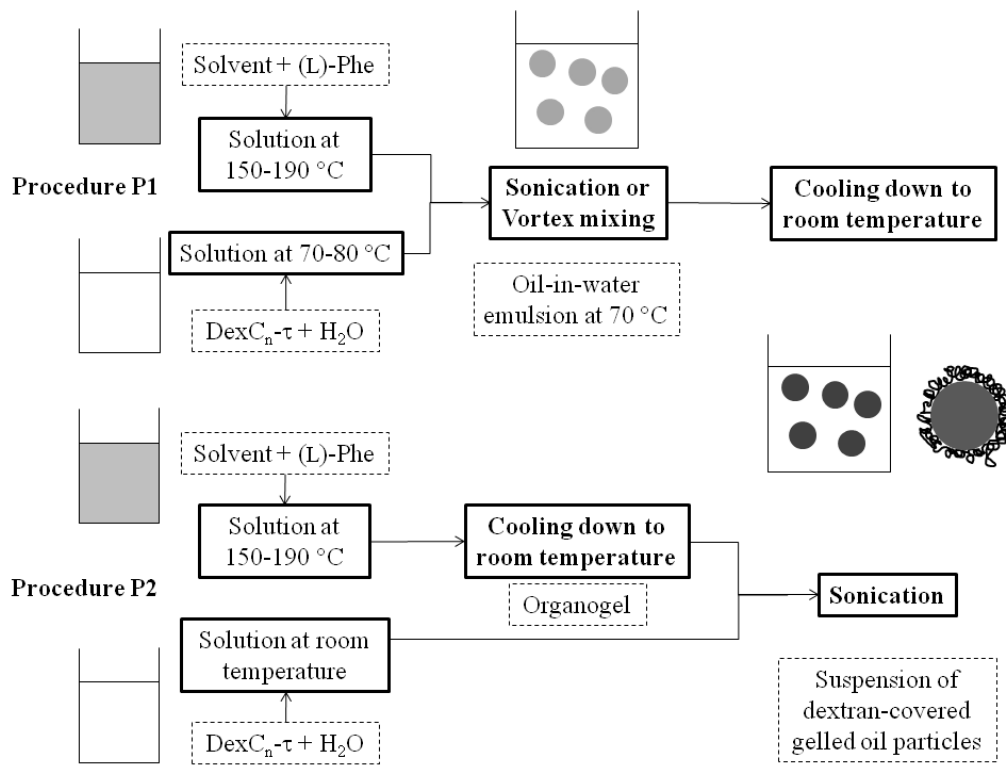 Solvent + (L)-Phe
Solution at
150-190 °C
Procedure P1
Solution at 70-80 °C
DexCₙ-τ + H₂O
Sonication or
Vortex mixing
Oil-in-water
emulsion at 70 °C
Cooling down to
room temperature
Solvent + (L)-Phe
Solution at
150-190 °C
Procedure P2
Cooling down to
room temperature
Organogel
Solution at room
temperature
DexCₙ-τ + H₂O
Sonication
Suspension of
dextran-covered
gelled oil particles